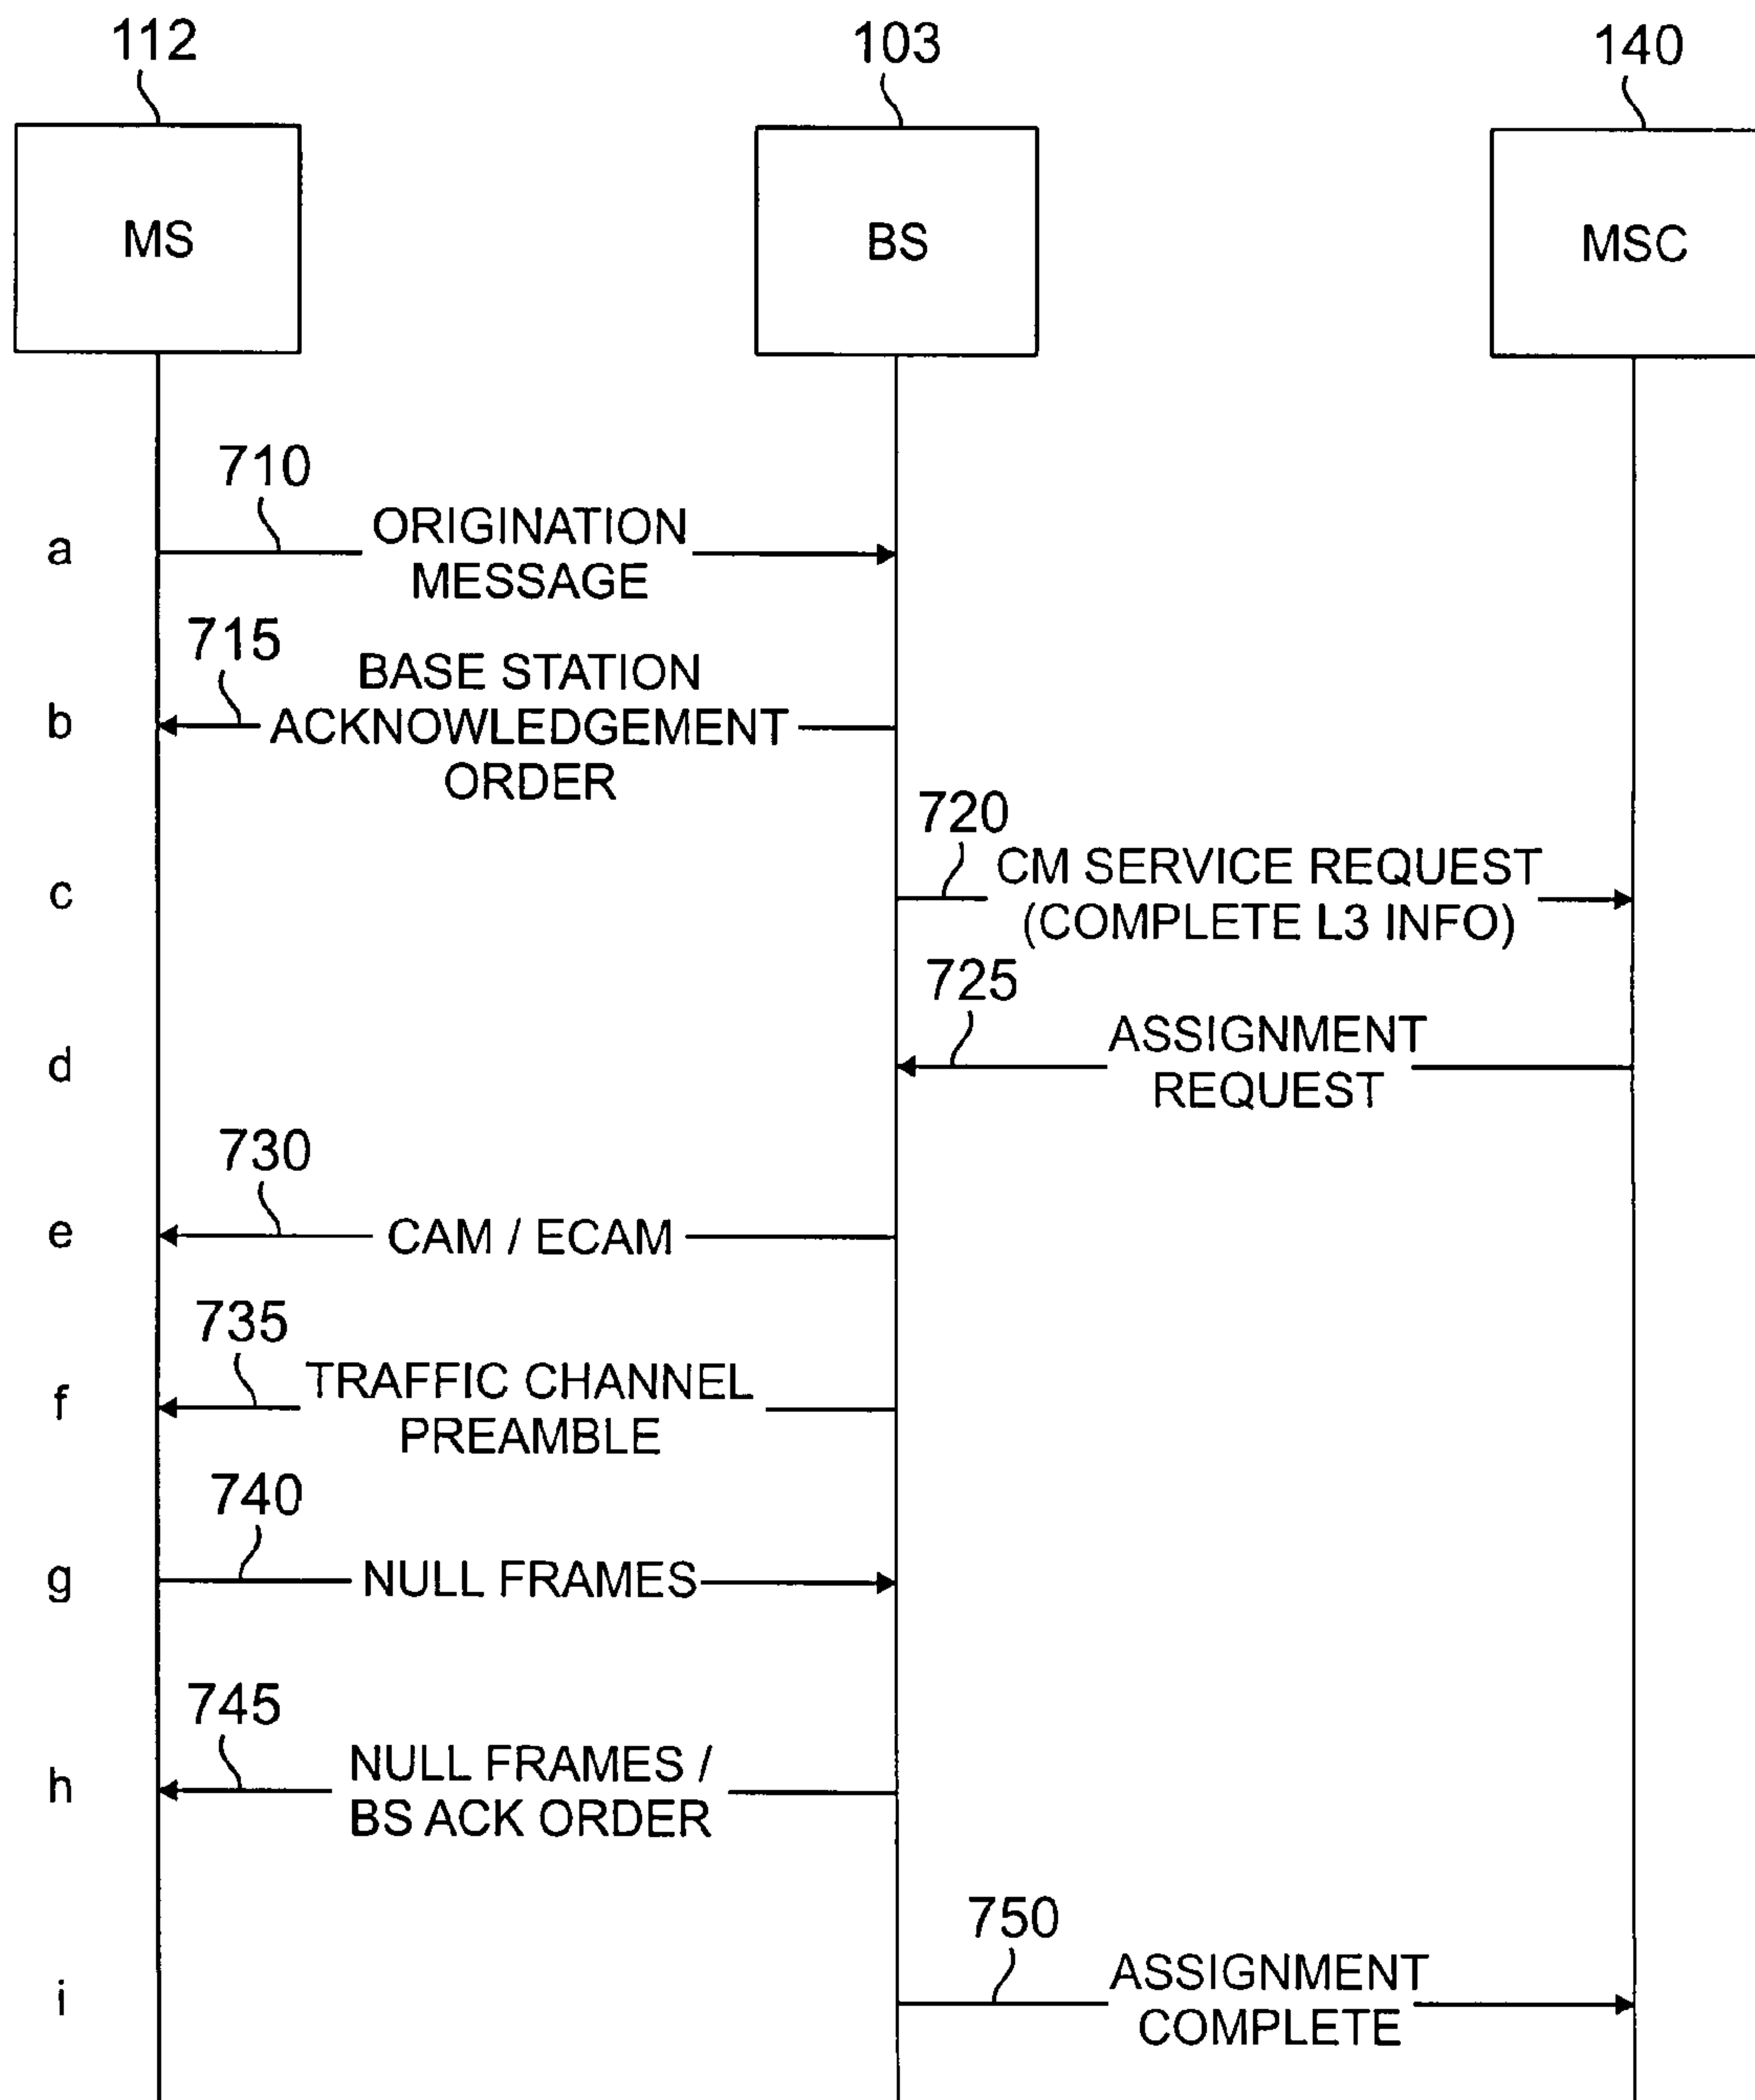 112
103
140
MS
BS
MSC
710
a
ORIGINATION
MESSAGE
715
b
BASE STATION
ACKNOWLEDGEMENT
ORDER
720
c
CM SERVICE REQUEST
(COMPLETE L3 INFO)
725
d
ASSIGNMENT
REQUEST
730
e
CAM / ECAM
735
f
TRAFFIC CHANNEL
PREAMBLE
740
g
NULL FRAMES
745
h
NULL FRAMES /
BS ACK ORDER
750
i
ASSIGNMENT
COMPLETE